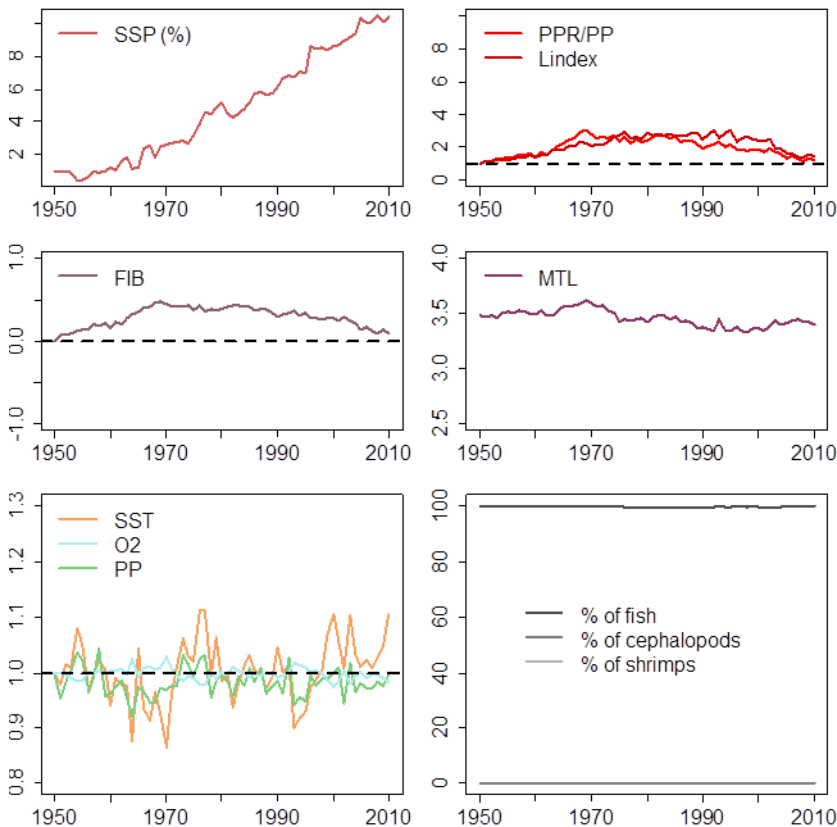 SSP (%)
2 4 6 8
1950 1970 1990 2010
PPR/PP
Lindex
0 2 4 6 8
1950 1970 1990 2010
FIB
-1.0 0.0 1.0
1950 1970 1990 2010
MTL
2.5 3.0 3.5 4.0
1950 1970 1990 2010
SST
O2
PP
0.8 0.9 1.0 1.1 1.2 1.3
1950 1970 1990 2010
% of fish
% of cephalopods
% of shrimps
0 20 40 60 80 100
1950 1970 1990 2010